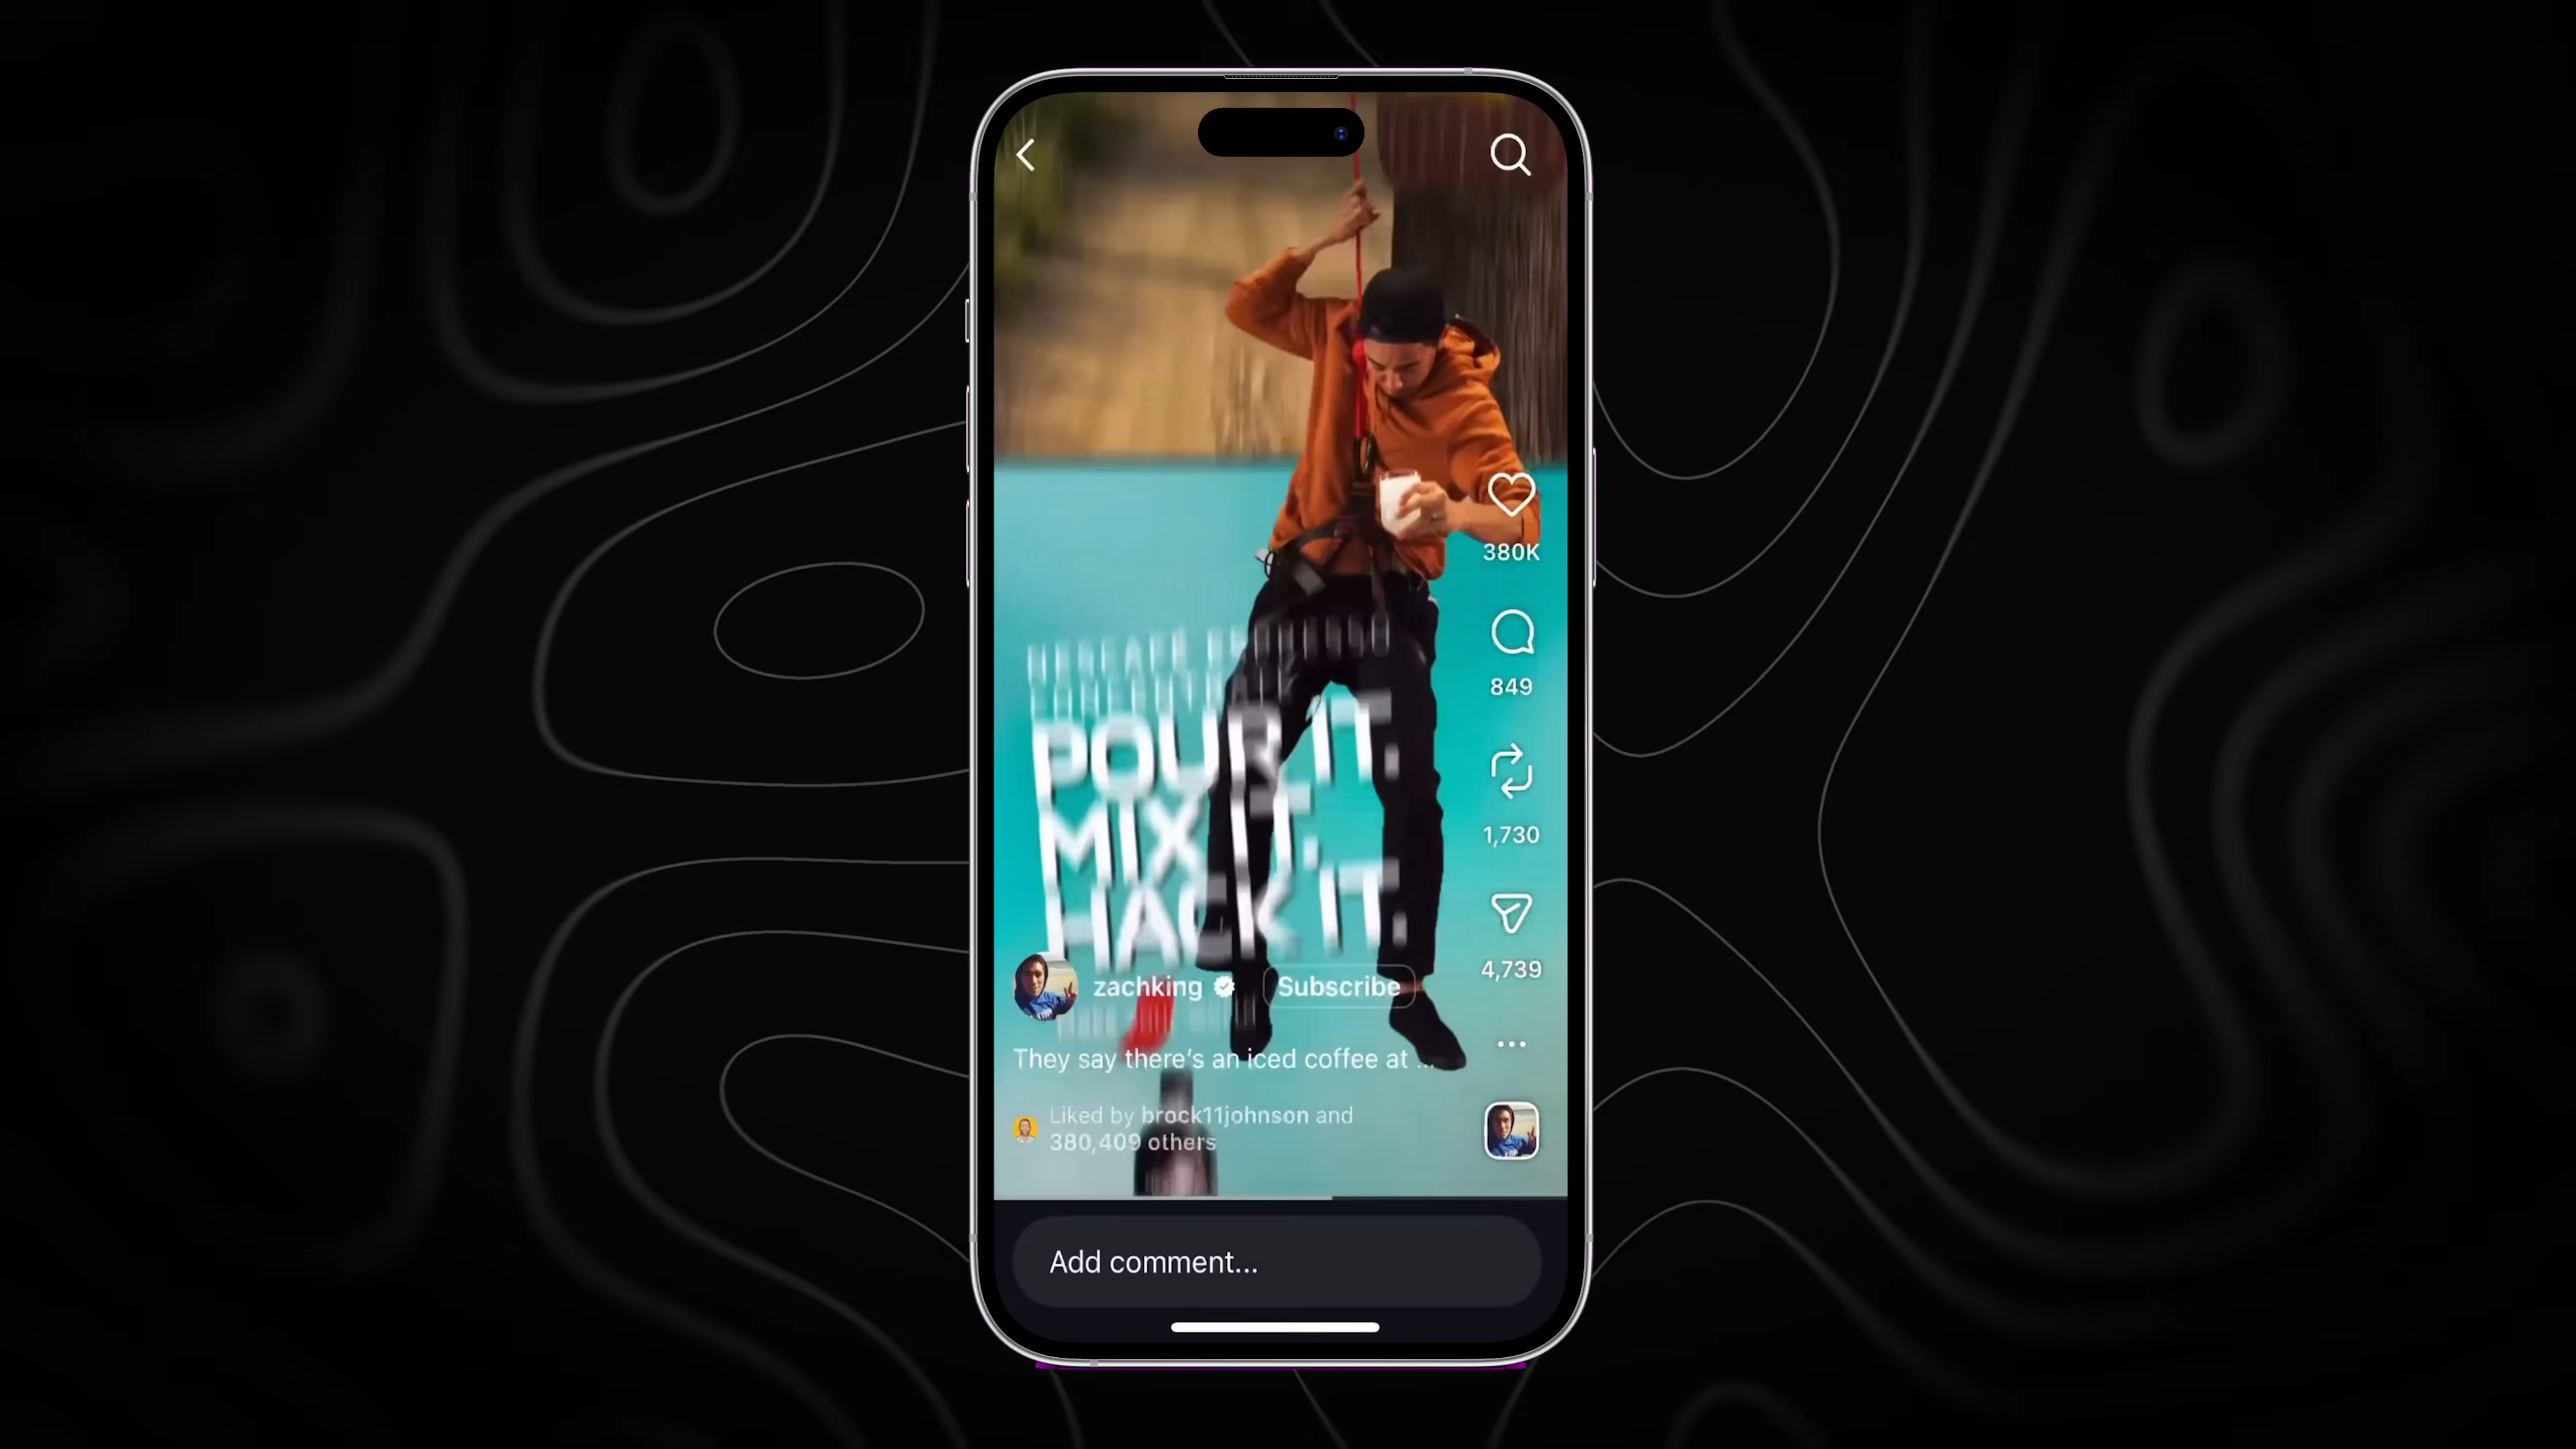 380K
849
POUR IT.
1,730
MIX IT.
HACK IT.
4,739
zachking
Subscribe
They say there's an iced coffee at ...
Liked by brock11johnson and
380,409 others
Add comment...